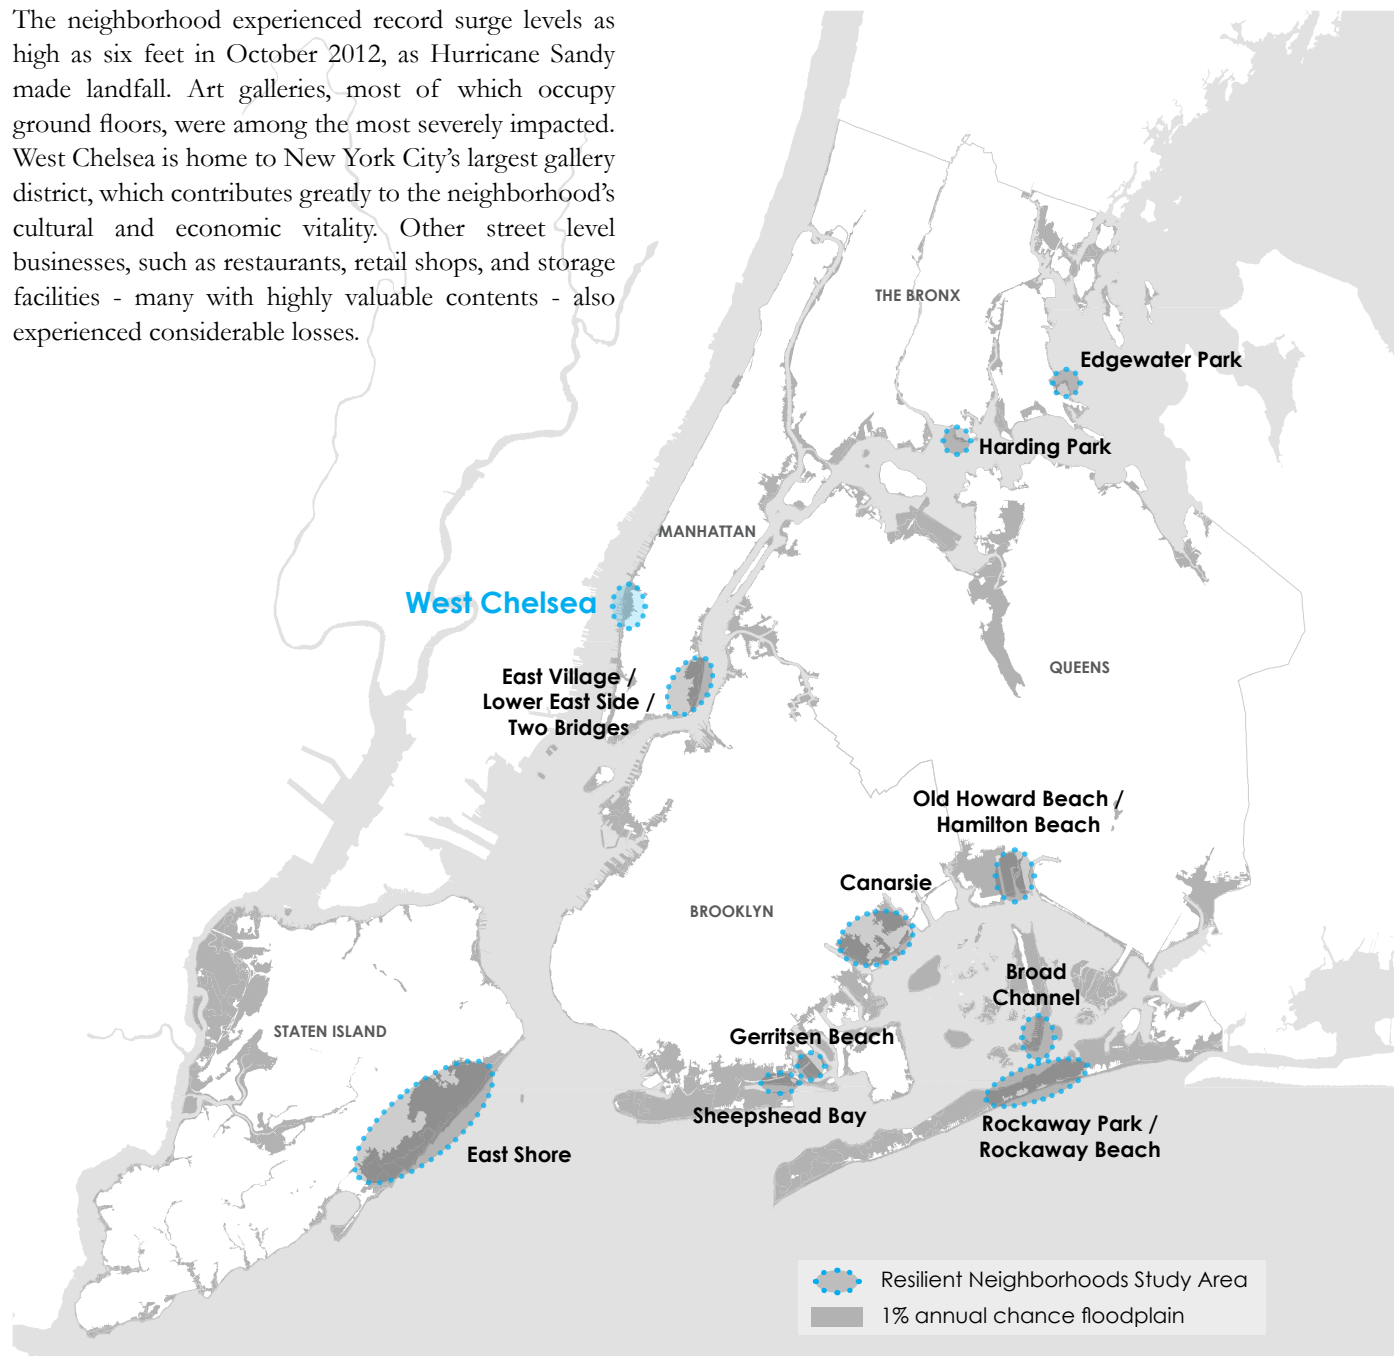 The neighborhood experienced record surge levels as
high as six feet in October 2012, as Hurricane Sandy
made landfall. Art galleries, most of which occupy
ground floors, were among the most severely impacted.
West Chelsea is home to New York City’s largest gallery
district, which contributes greatly to the neighborhood’s
cultural and economic vitality. Other street level
businesses, such as restaurants, retail shops, and storage
facilities - many with highly valuable contents - also
experienced considerable losses.
THE BRONX
Edgewater Park
Harding Park
MANHATTAN
West Chelsea
East Village /
Lower East Side /
Two Bridges
QUEENS
Old Howard Beach /
Hamilton Beach
Canarsie
BROOKLYN
Broad
Channel
STATEN ISLAND
Gerritsen Beach
Sheepshead Bay
Rockaway Park /
Rockaway Beach
East Shore
Resilient Neighborhoods Study Area
1% annual chance floodplain